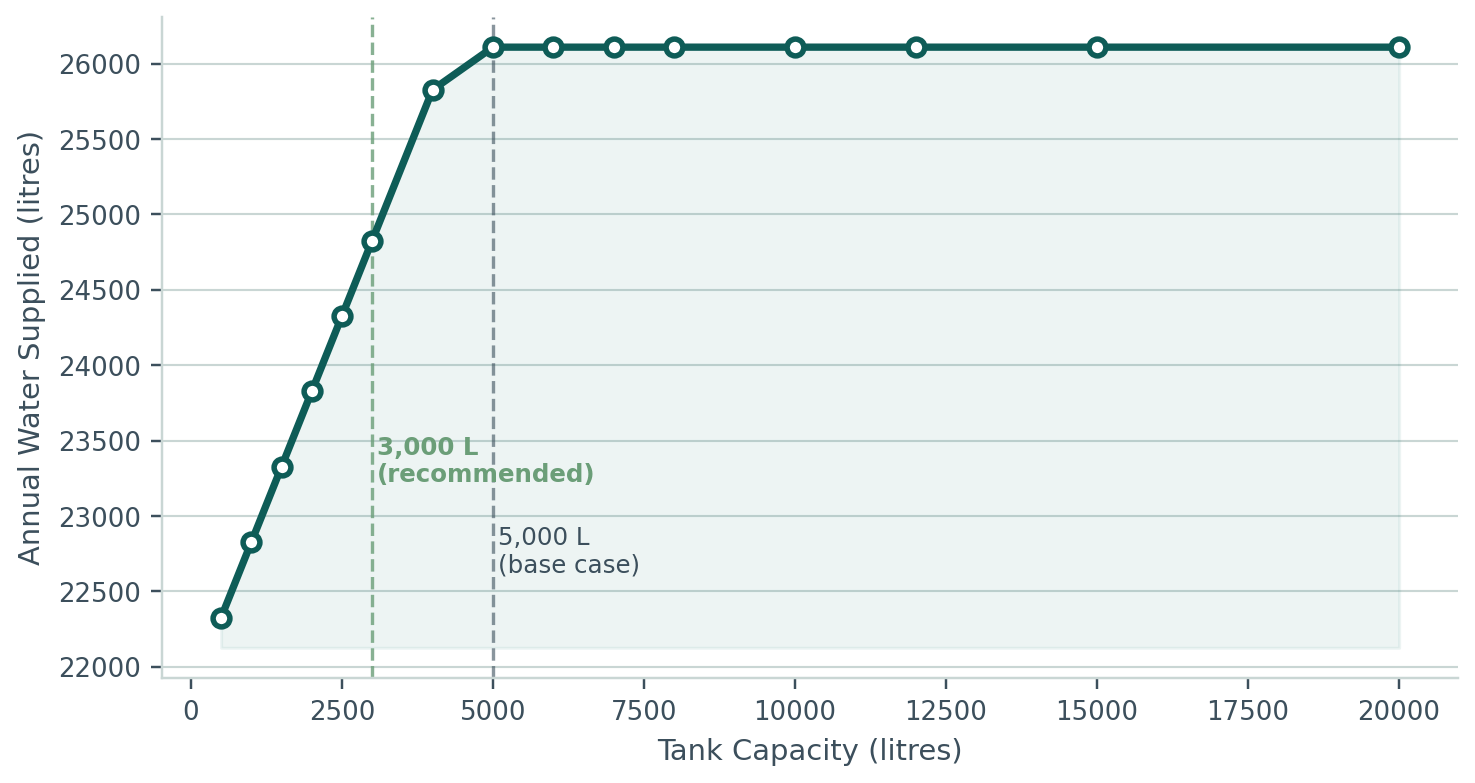 Annual Water Supplied (litres)
26000
25500
25000
24500
24000
23500
23000
22500
22000
3,000 L
(recommended)
5,000 L
(base case)
0 2500 5000 7500 10000 12500 15000 17500 20000
Tank Capacity (litres)